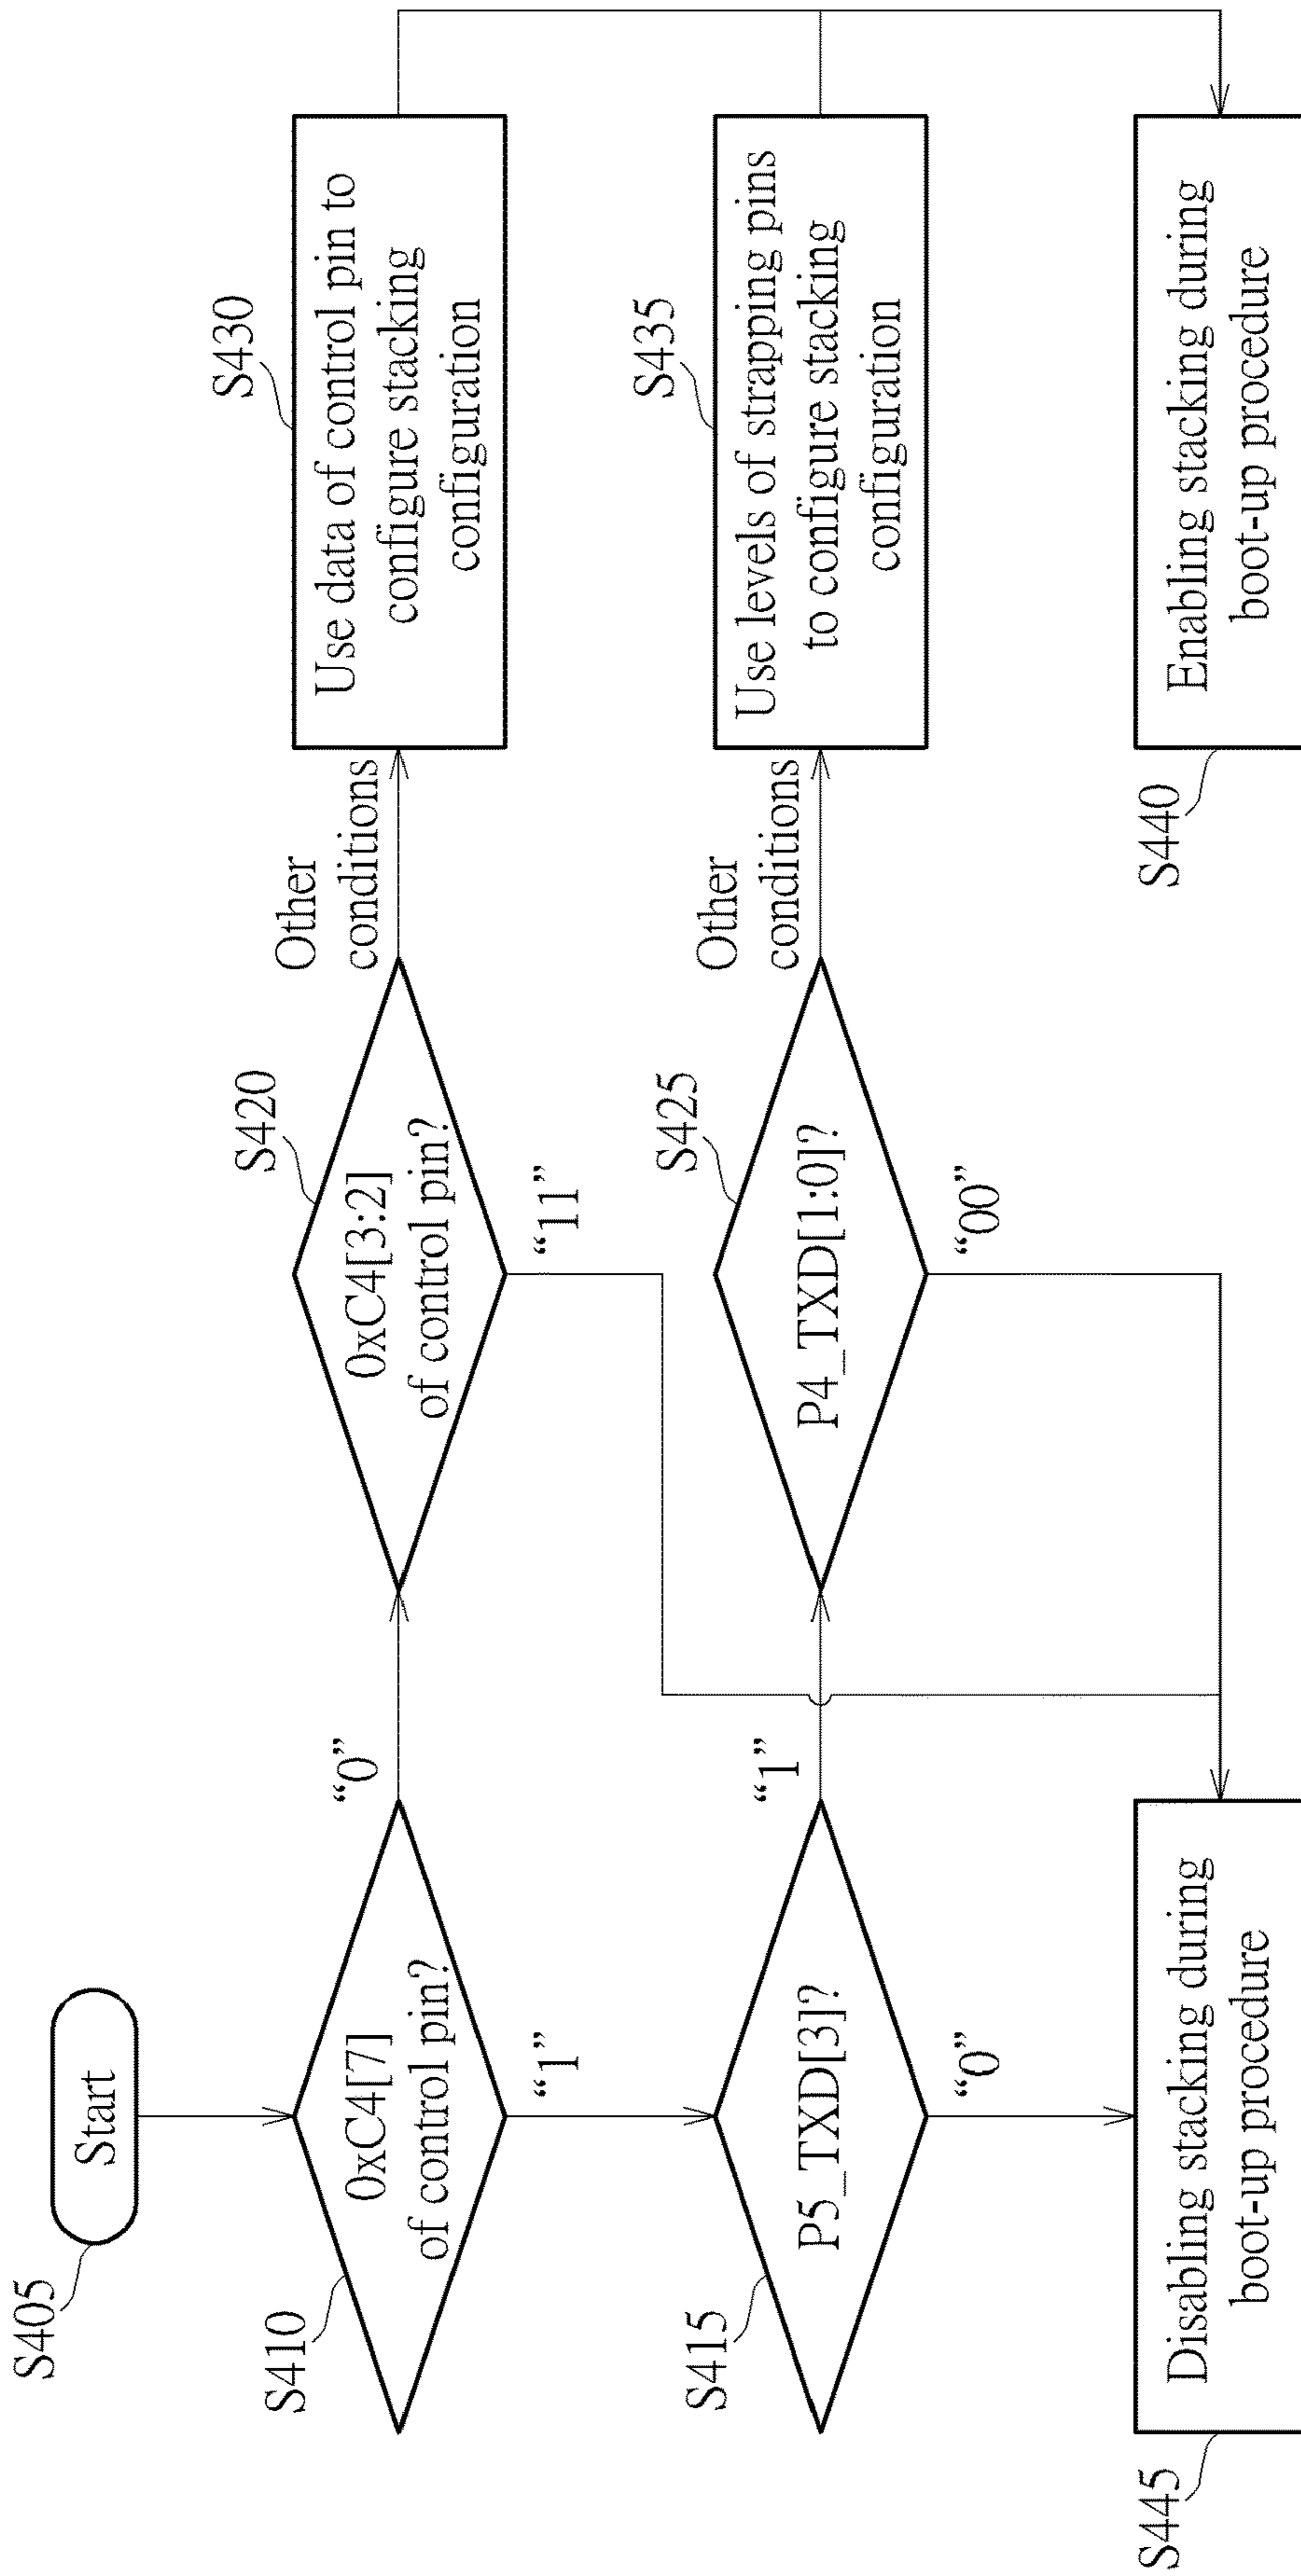 S405
Start
S410
0xC4[7]
of control pin?
“0”
“1”
S420
0xC4[3:2]
of control pin?
“11”
Other
conditions
S430
Use data of control pin to
configure stacking
configuration
S415
P5_TXD[3]?
“1”
“0”
S425
P4_TXD[1:0]?
“00”
Other
conditions
S435
Use levels of strapping pins
to configure stacking
configuration
S445
Disabling stacking during
boot-up procedure
S440
Enabling stacking during
boot-up procedure